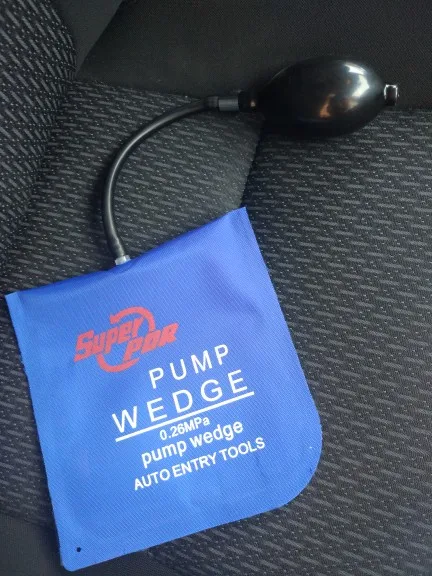 Super
PDR
PUMP
WEDGE
0.26MPa
pump wedge
AUTO ENTRY TOOLS